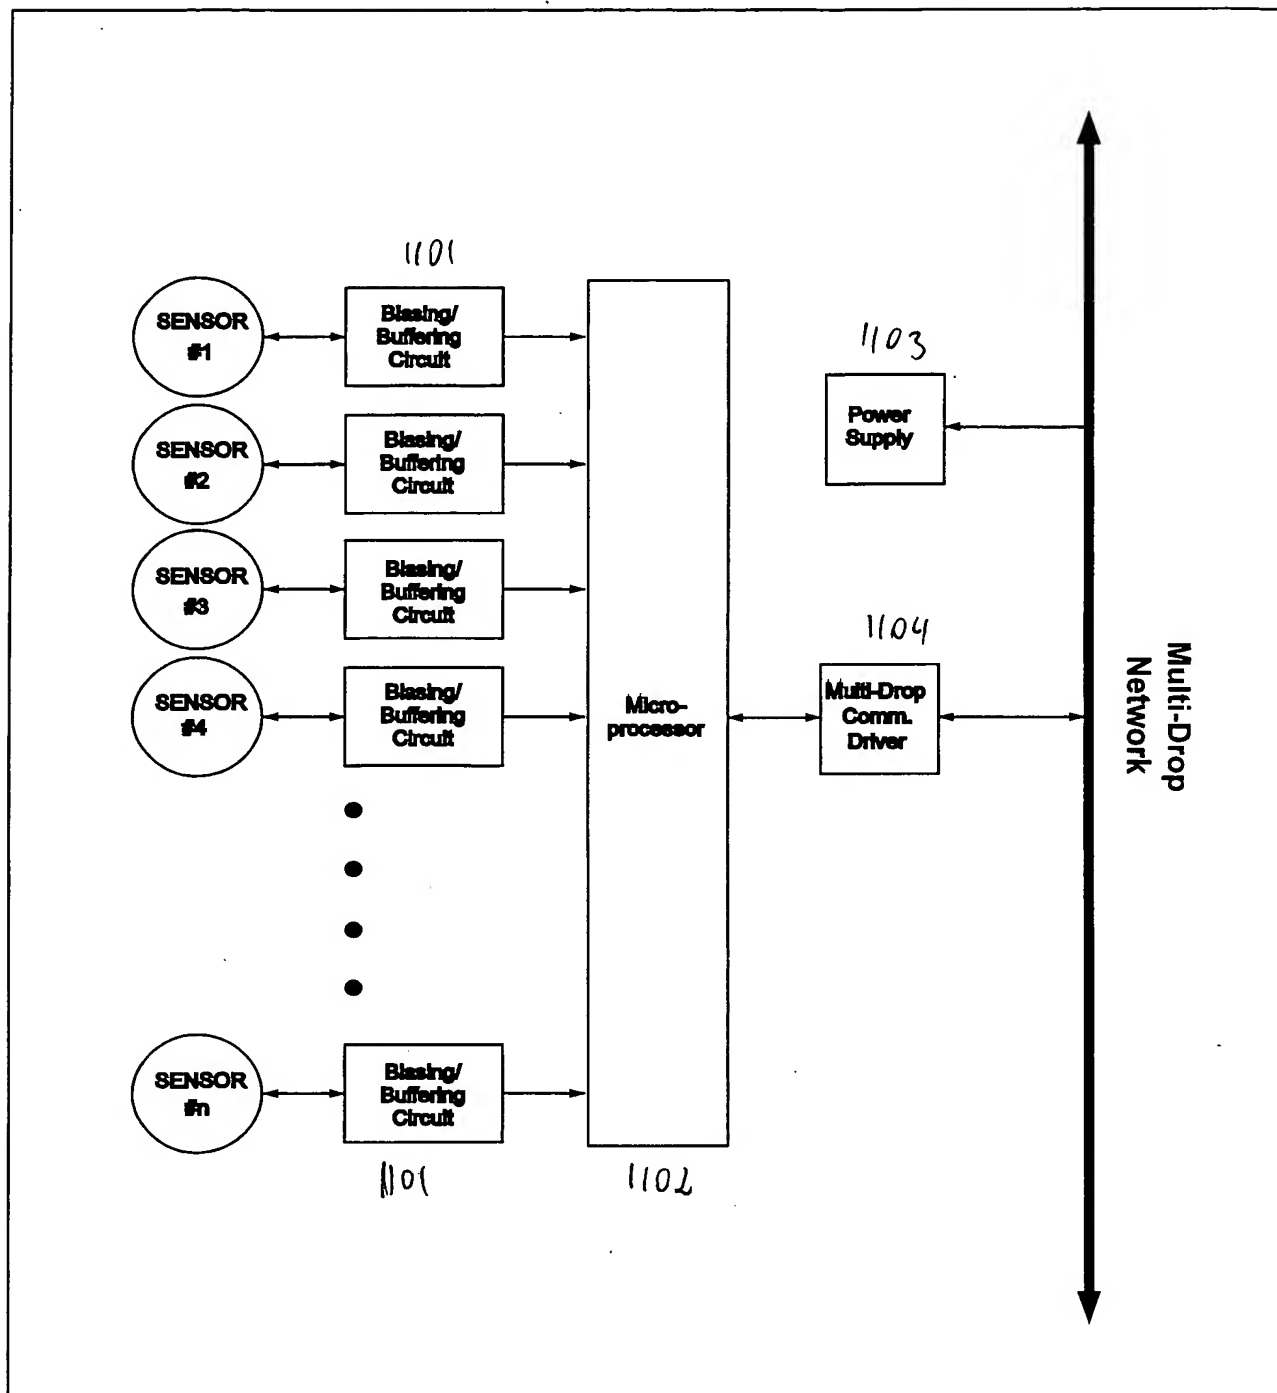 1101
SENSOR
#1
Biasing/
Buffering
Circuit
1103
Power
Supply
SENSOR
#2
Biasing/
Buffering
Circuit
SENSOR
#3
Biasing/
Buffering
Circuit
1104
SENSOR
#4
Biasing/
Buffering
Circuit
Micro-
processor
Multi-Drop
Comm.
Driver
Multi-Drop
Network
SENSOR
#n
Biasing/
Buffering
Circuit
1101
1102